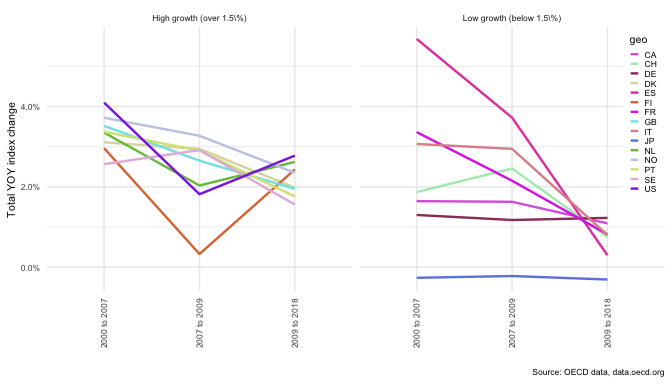 High growth (over 1.5\%)
Low growth (below 1.5\%)
Total YOY index change
4.0%
2.0%
0.0%
2000 to 2007
2007 to 2009
2009 to 2018
2000 to 2007
2007 to 2009
2009 to 2018
geo
CA
CH
DE
DK
ES
FI
FR
GB
IT
JP
NL
NO
PT
SE
US
Source: OECD data, data.oecd.org